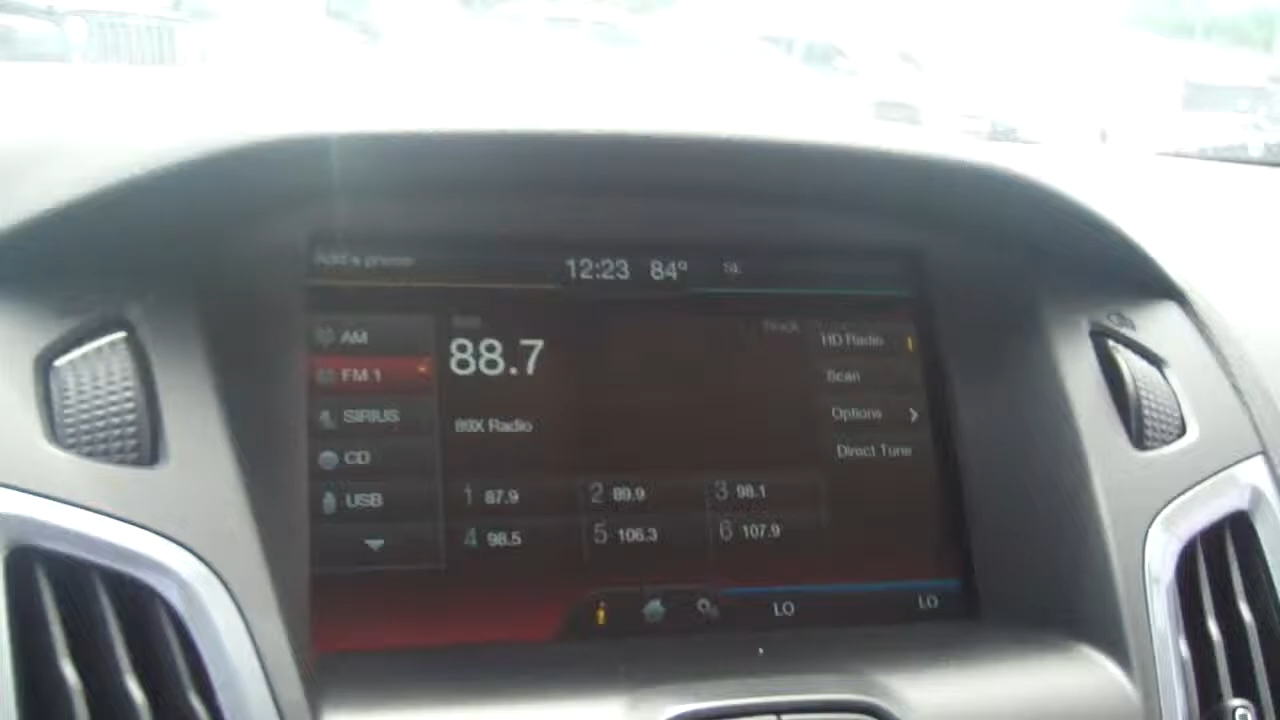 Add a phone
12:23 84° SE
AM
FM 1
SIRIUS
CD
USB
88.7
89X Radio
HD Radio
Scan
Options
Direct Tune
1 87.9 2 89.9 3 98.1
4 98.5 5 106.3 6 107.9
LO LO